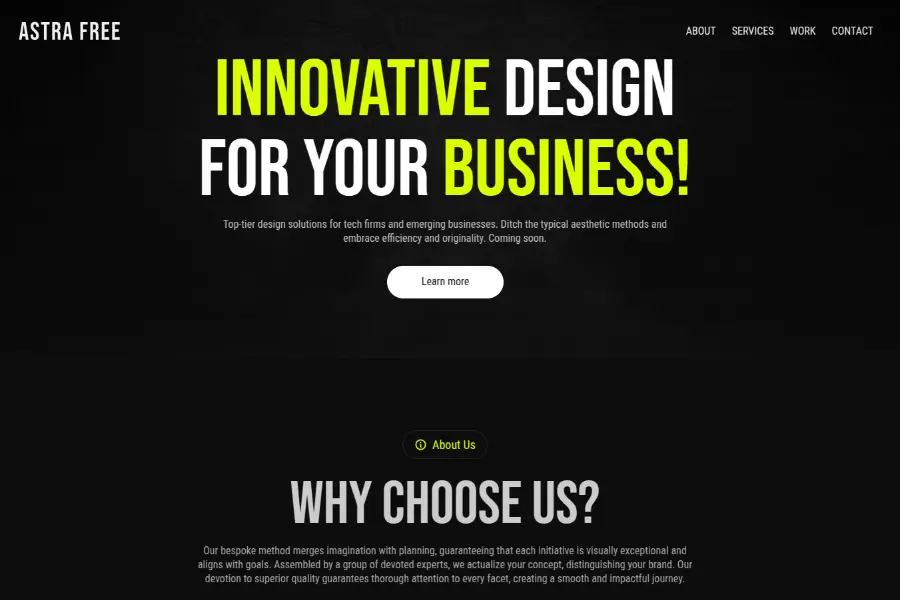 ASTRA FREE
ABOUT SERVICES WORK CONTACT
INNOVATIVE DESIGN
FOR YOUR BUSINESS!
Top-tier design solutions for tech firms and emerging businesses. Ditch the typical aesthetic methods and
embrace efficiency and originality. Coming soon.
Learn more
About Us
WHY CHOOSE US?
Our bespoke method merges imagination with planning, guaranteeing that each initiative is visually exceptional and
aligns with goals. Assembled by a group of devoted experts, we actualize your concept, distinguishing your brand. Our
devotion to superior quality guarantees thorough attention to every facet, creating a smooth and impactful journey.